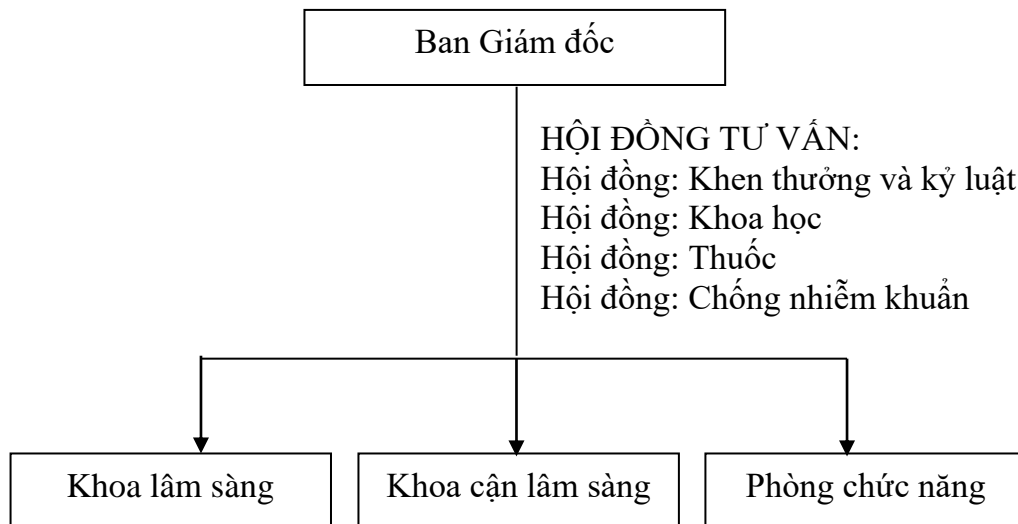 Ban Giám đốc
HỘI ĐỒNG TƯ VẤN:
Hội đồng: Khen thưởng và kỷ luật
Hội đồng: Khoa học
Hội đồng: Thuốc
Hội đồng: Chống nhiễm khuẩn
Khoa lâm sàng
Khoa cận lâm sàng
Phòng chức năng